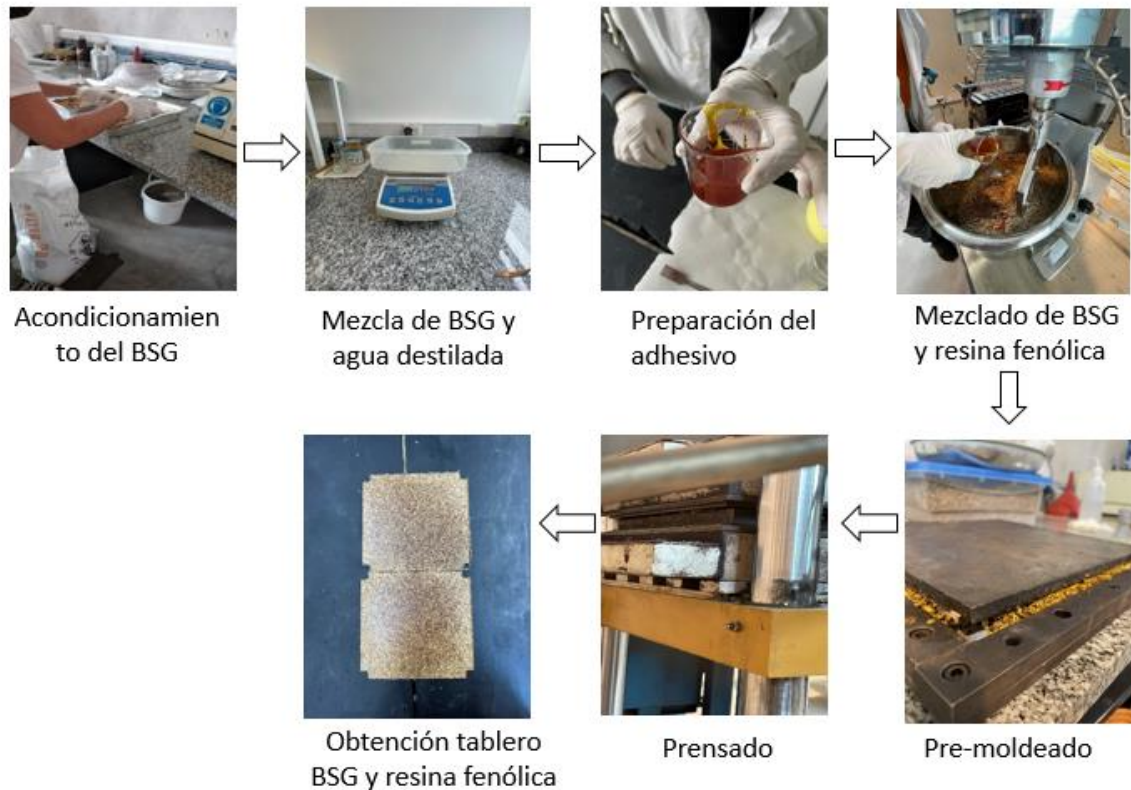 Acondicionamien
to del BSG
Mezcla de BSG y
agua destilada
Preparación del
adhesivo
Mezclado de BSG
y resina fenólica
Obtención tablero
BSG y resina fenólica
Prensado
Pre-moldeado